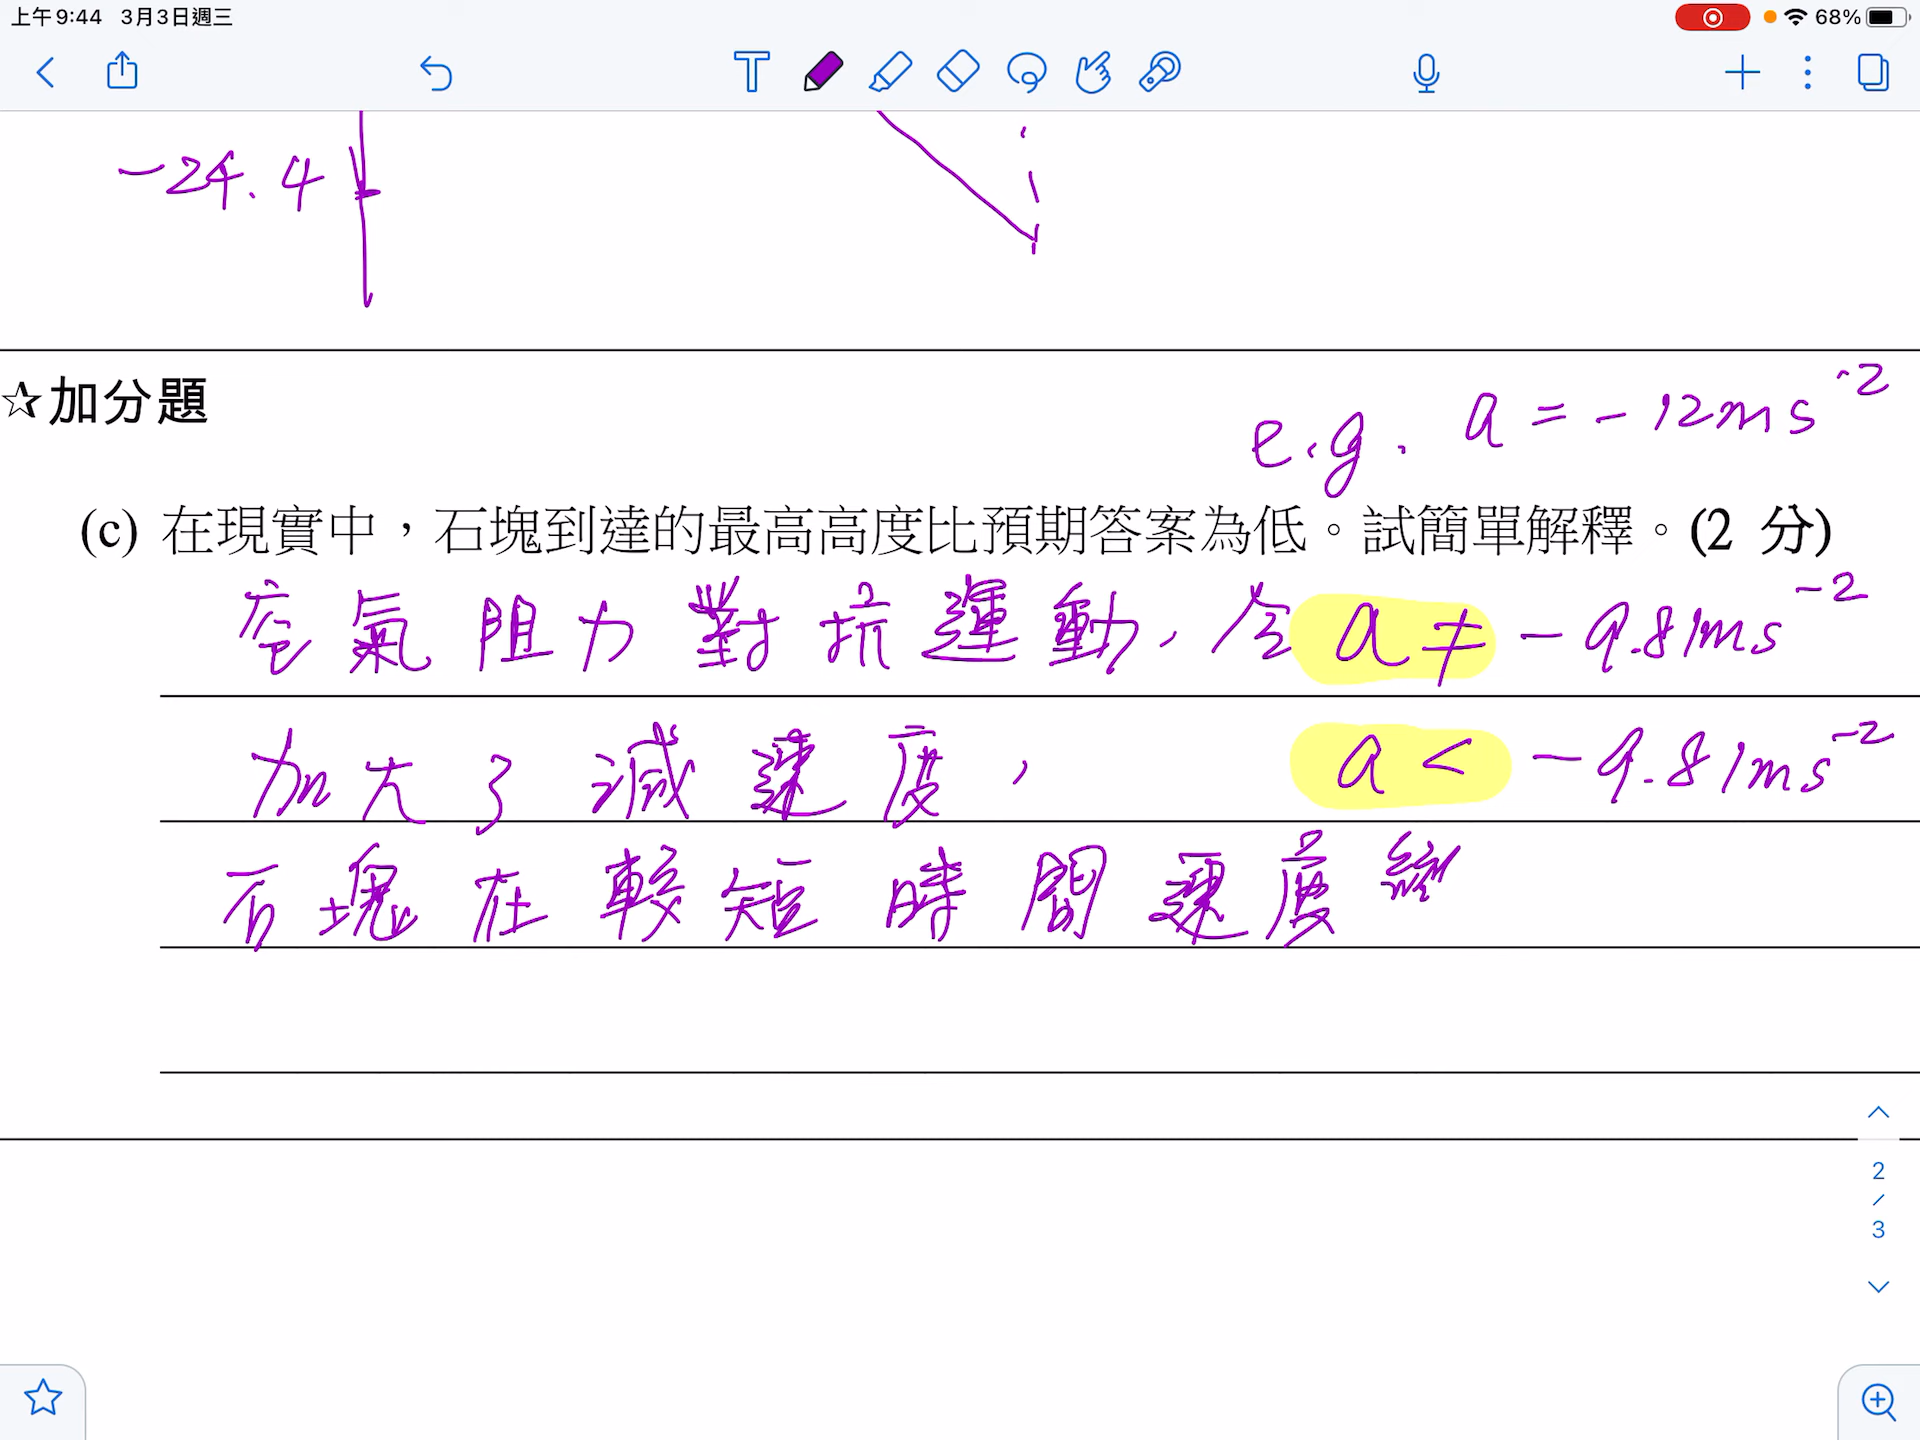 上午9:44 3月3日週三
68%
-24.4
☆加分題
e.g. a = -12ms⁻²
(c) 在現實中，石塊到達的最高高度比預期答案為低。試簡單解釋。(2 分)
空氣阻力對抗運動，令 a ≠ -9.81ms⁻²
加大了減速度， a < -9.81ms⁻²
石塊在較短時間速度
2
/
3